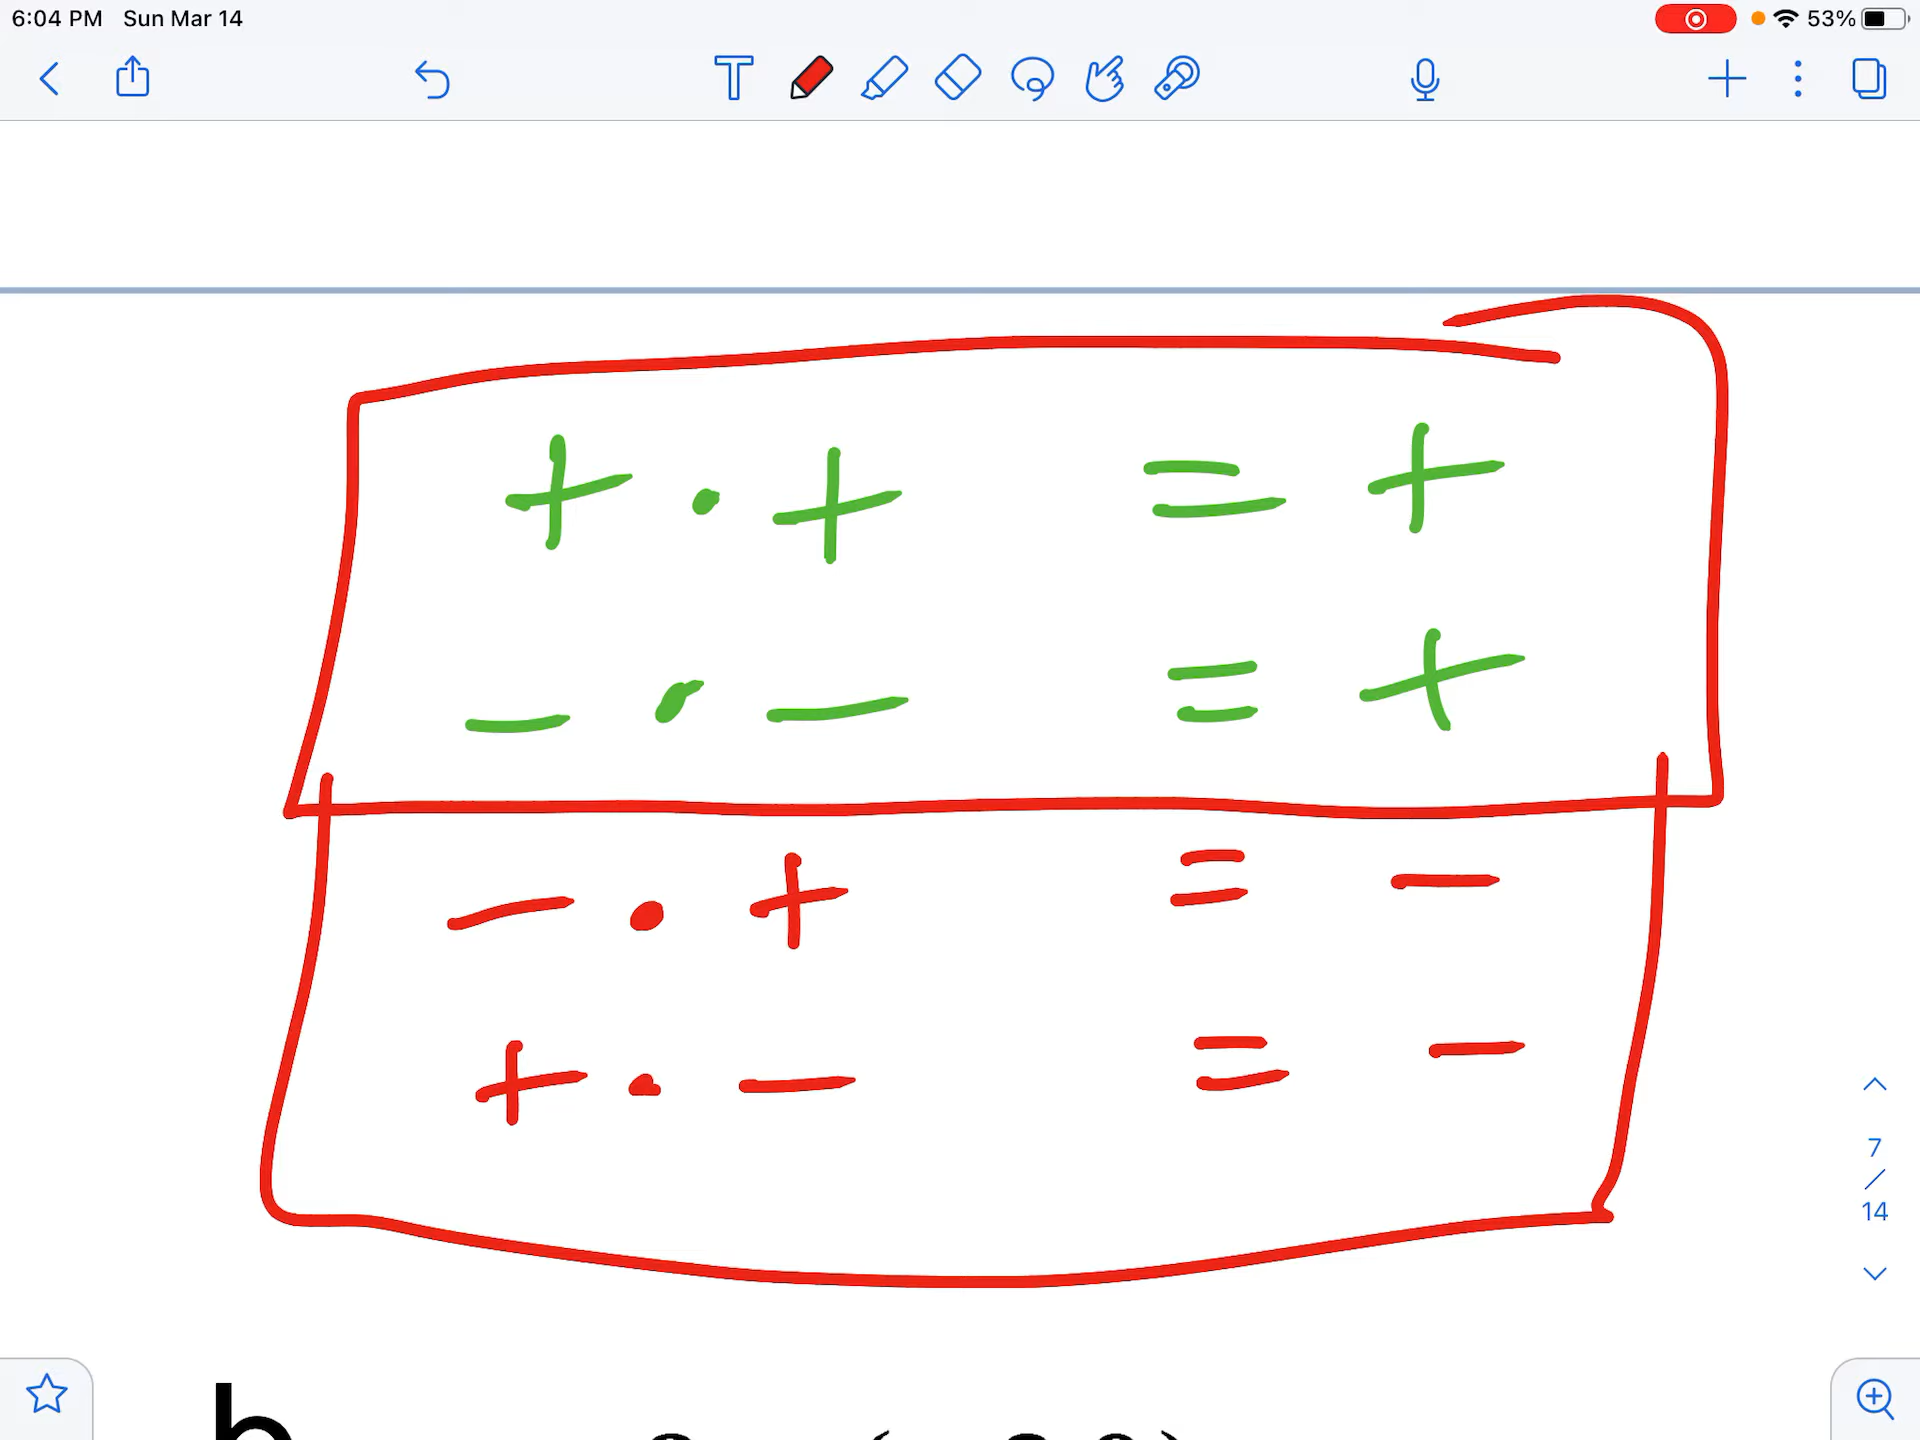 6:04 PM Sun Mar 14
53%
T
+ · + = +
− · − = +
− · + = −
+ · − = −
7
/
14